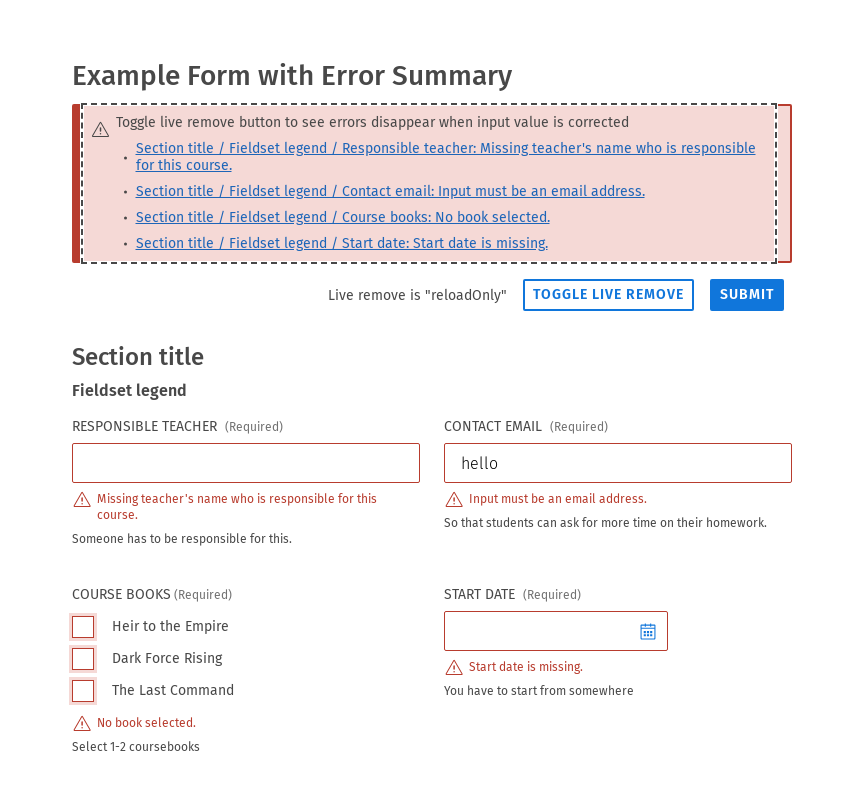 Example Form with Error Summary
Toggle live remove button to see errors disappear when input value is corrected
Section title / Fieldset legend / Responsible teacher: Missing teacher's name who is responsible
for this course.
Section title / Fieldset legend / Contact email: Input must be an email address.
Section title / Fieldset legend / Course books: No book selected.
Section title / Fieldset legend / Start date: Start date is missing.
Live remove is "reloadOnly"
TOGGLE LIVE REMOVE
SUBMIT
Section title
Fieldset legend
RESPONSIBLE TEACHER (Required)
Missing teacher's name who is responsible for this
course.
Someone has to be responsible for this.
CONTACT EMAIL (Required)
hello
Input must be an email address.
So that students can ask for more time on their homework.
COURSE BOOKS (Required)
Heir to the Empire
Dark Force Rising
The Last Command
No book selected.
Select 1-2 coursebooks
START DATE (Required)
Start date is missing.
You have to start from somewhere